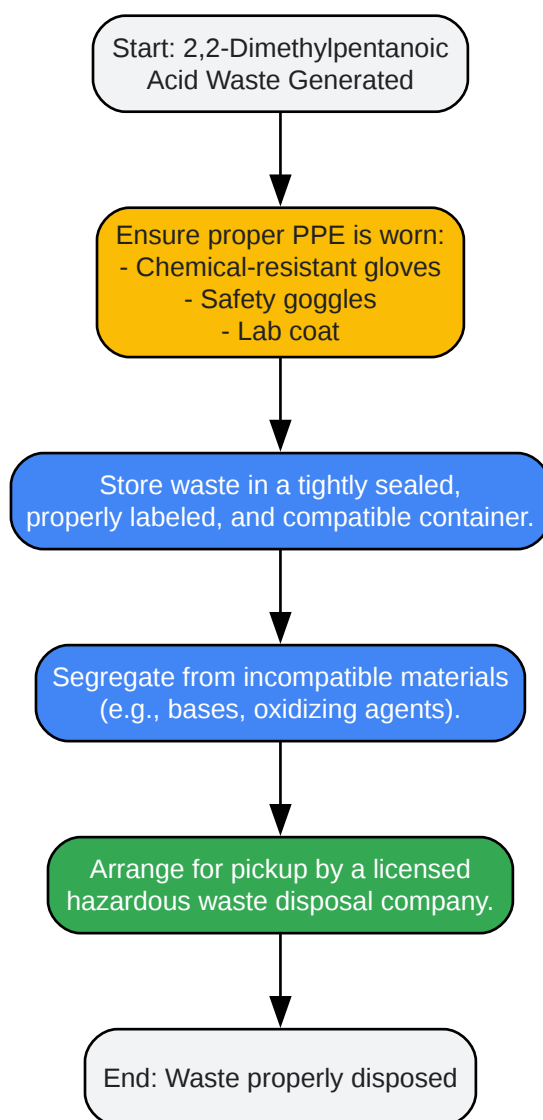 Start: 2,2-Dimethylpentanoic
Acid Waste Generated
Ensure proper PPE is worn:
- Chemical-resistant gloves
- Safety goggles
- Lab coat
Store waste in a tightly sealed,
properly labeled, and compatible container.
Segregate from incompatible materials
(e.g., bases, oxidizing agents).
Arrange for pickup by a licensed
hazardous waste disposal company.
End: Waste properly disposed